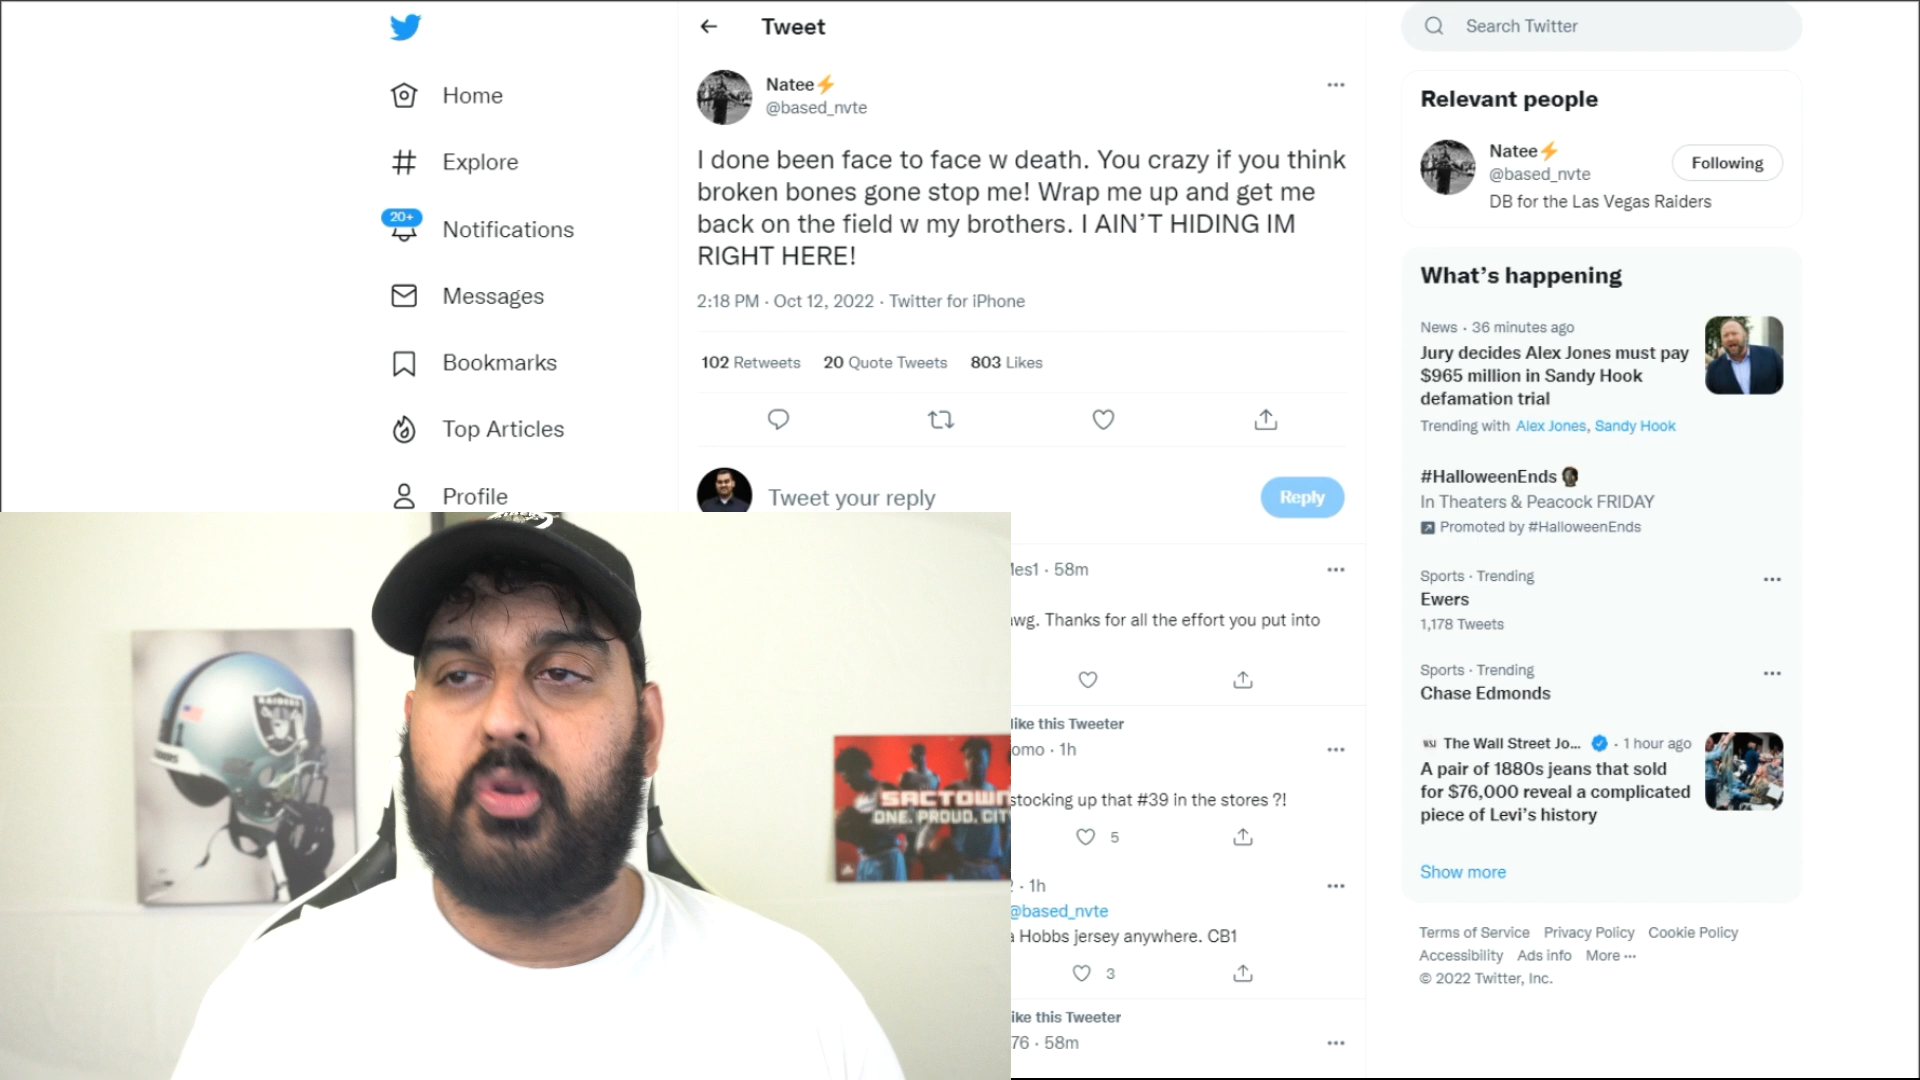 Home
Explore
20+
Notifications
Messages
Bookmarks
Top Articles
Profile
Tweet
Natee⚡
@based_nvte
I done been face to face w death. You crazy if you think
broken bones gone stop me! Wrap me up and get me
back on the field w my brothers. I AIN’T HIDING IM
RIGHT HERE!
2:18 PM · Oct 12, 2022 · Twitter for iPhone
102 Retweets 20 Quote Tweets 803 Likes
Tweet your reply
Reply
· 58m
Thanks for all the effort you put into
like this Tweeter
· 1h
stocking up that #39 in the stores ?!
5
· 1h
@based_nvte
a Hobbs jersey anywhere. CB1
3
like this Tweeter
76 · 58m
Search Twitter
Relevant people
Natee⚡
@based_nvte
Following
DB for the Las Vegas Raiders
What’s happening
News · 36 minutes ago
Jury decides Alex Jones must pay
$965 million in Sandy Hook
defamation trial
Trending with Alex Jones, Sandy Hook
#HalloweenEnds
In Theaters & Peacock FRIDAY
Promoted by #HalloweenEnds
Sports · Trending
Ewers
1,178 Tweets
Sports · Trending
Chase Edmonds
WSJ The Wall Street Jo... · 1 hour ago
A pair of 1880s jeans that sold
for $76,000 reveal a complicated
piece of Levi’s history
Show more
Terms of Service Privacy Policy Cookie Policy
Accessibility Ads info More ···
© 2022 Twitter, Inc.
RAIDERS
SACTOWN
ONE. PROUD. CIT